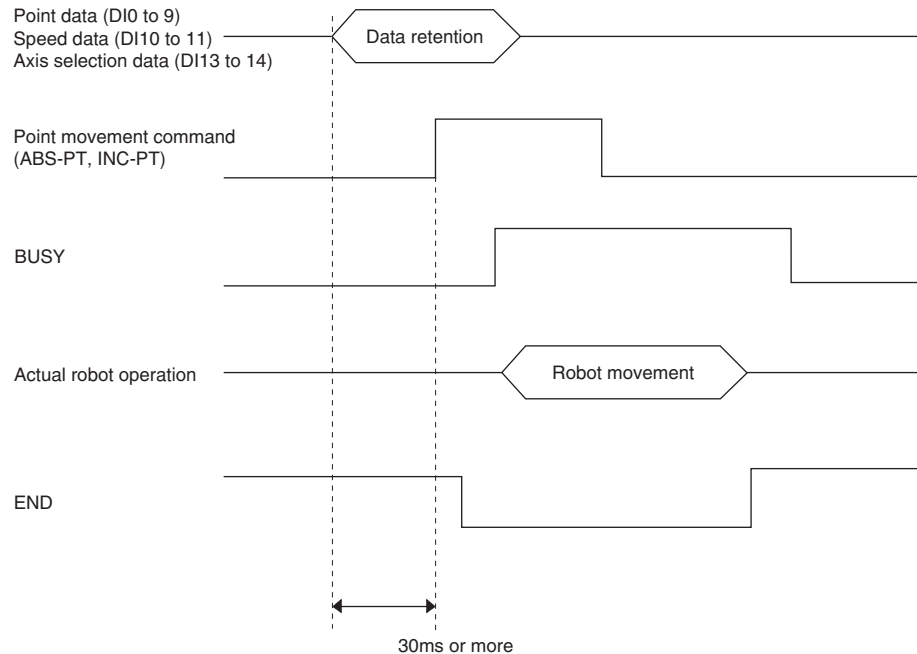 Point data (DI0 to 9)
Speed data (DI10 to 11)
Axis selection data (DI13 to 14)
Data retention
Point movement command
(ABS-PT, INC-PT)
BUSY
Actual robot operation
Robot movement
END
30ms or more